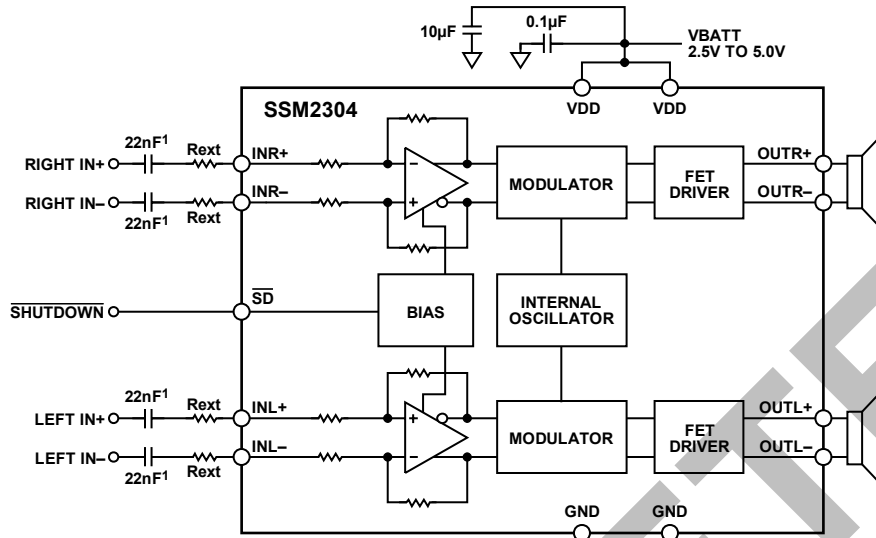 10µF
0.1µF
VBATT
2.5V TO 5.0V
SSM2304
VDD
VDD
22nF1
Rext
RIGHT IN+
INR+
−
MODULATOR
FET
DRIVER
OUTR+
RIGHT IN–
INR–
+
OUTR–
22nF1
Rext
SHUTDOWN
SD
BIAS
INTERNAL
OSCILLATOR
22nF1
Rext
LEFT IN+
INL+
+
MODULATOR
FET
DRIVER
OUTL+
LEFT IN–
INL–
−
OUTL–
22nF1
Rext
GND
GND